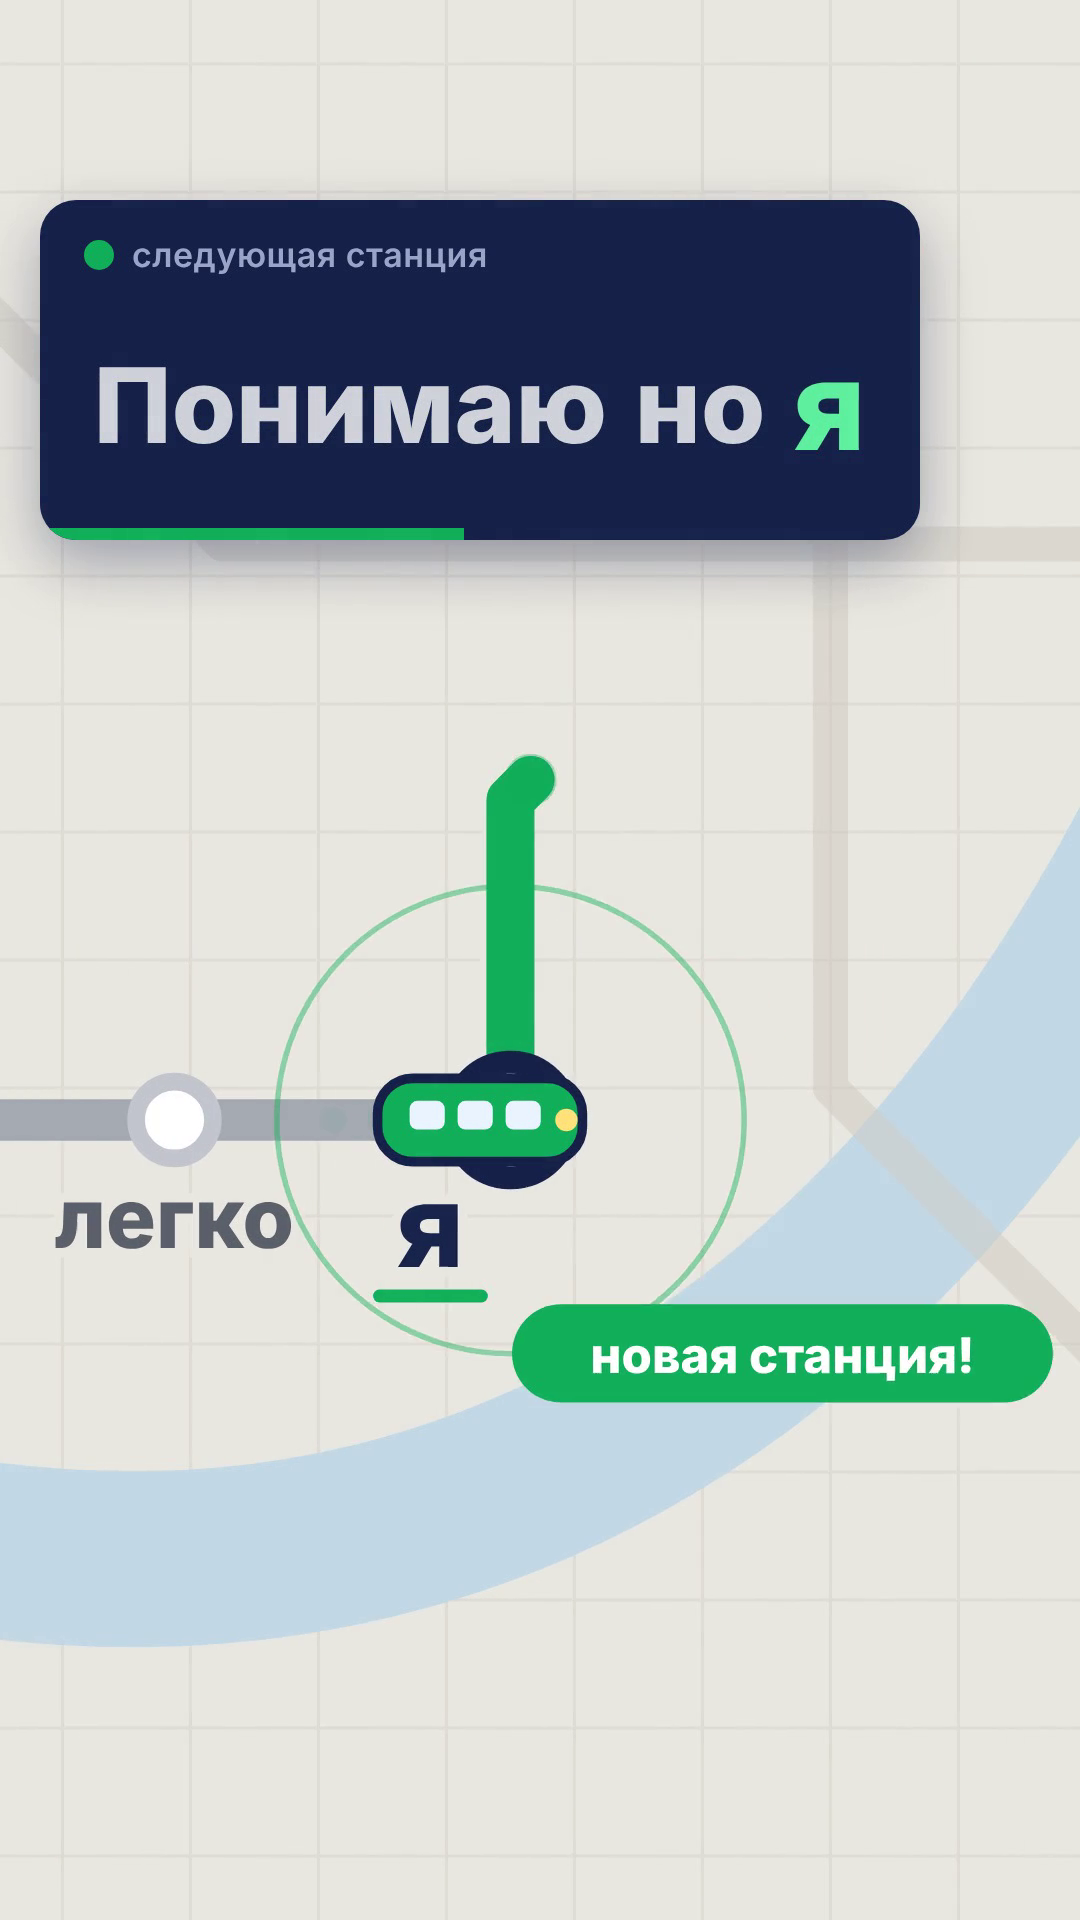 следующая станция
Понимаю но я
легко
я
новая станция!